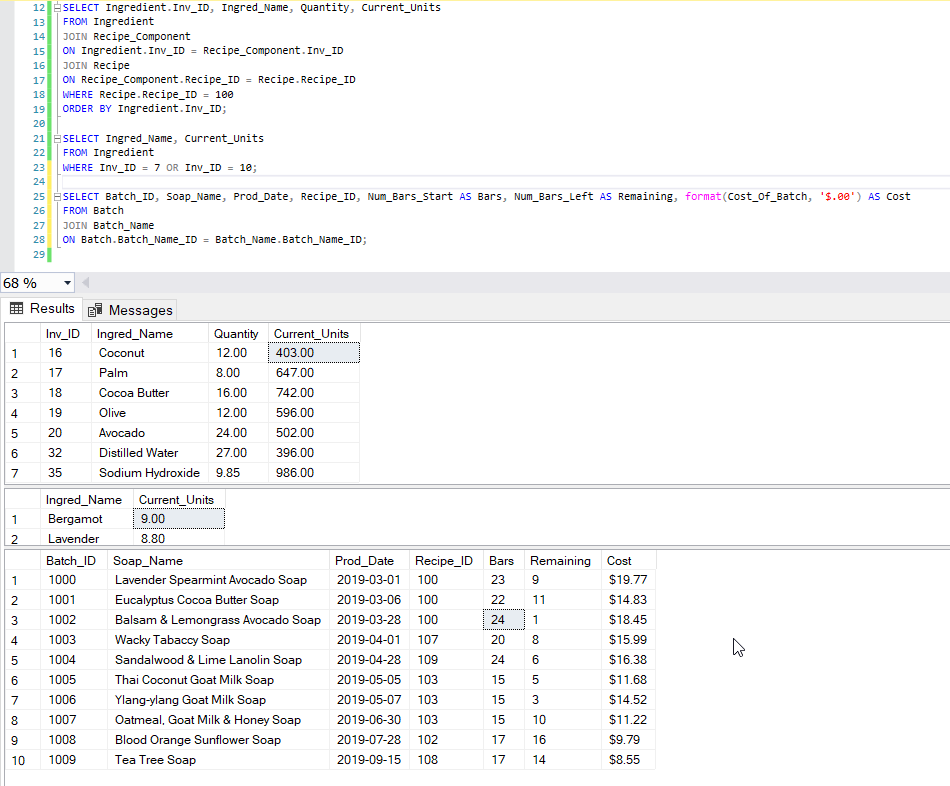 12 SELECT Ingredient.Inv_ID, Ingred_Name, Quantity, Current_Units
13 FROM Ingredient
14 JOIN Recipe_Component
15 ON Ingredient.Inv_ID = Recipe_Component.Inv_ID
16 JOIN Recipe
17 ON Recipe_Component.Recipe_ID = Recipe.Recipe_ID
18 WHERE Recipe.Recipe_ID = 100
19 ORDER BY Ingredient.Inv_ID;
20
21 SELECT Ingred_Name, Current_Units
22 FROM Ingredient
23 WHERE Inv_ID = 7 OR Inv_ID = 10;
24
25 SELECT Batch_ID, Soap_Name, Prod_Date, Recipe_ID, Num_Bars_Start AS Bars, Num_Bars_Left AS Remaining, format(Cost_Of_Batch, '$.00') AS Cost
26 FROM Batch
27 JOIN Batch_Name
28 ON Batch.Batch_Name_ID = Batch_Name.Batch_Name_ID;
29
68 %
Results Messages
Inv_ID Ingred_Name Quantity Current_Units
1 16 Coconut 12.00 403.00
2 17 Palm 8.00 647.00
3 18 Cocoa Butter 16.00 742.00
4 19 Olive 12.00 596.00
5 20 Avocado 24.00 502.00
6 32 Distilled Water 27.00 396.00
7 35 Sodium Hydroxide 9.85 986.00
Ingred_Name Current_Units
1 Bergamot 9.00
2 Lavender 8.80
Batch_ID Soap_Name Prod_Date Recipe_ID Bars Remaining Cost
1 1000 Lavender Spearmint Avocado Soap 2019-03-01 100 23 9 $19.77
2 1001 Eucalyptus Cocoa Butter Soap 2019-03-06 100 22 11 $14.83
3 1002 Balsam & Lemongrass Avocado Soap 2019-03-28 100 24 1 $18.45
4 1003 Wacky Tabaccy Soap 2019-04-01 107 20 8 $15.99
5 1004 Sandalwood & Lime Lanolin Soap 2019-04-28 109 24 6 $16.38
6 1005 Thai Coconut Goat Milk Soap 2019-05-05 103 15 5 $11.68
7 1006 Ylang-ylang Goat Milk Soap 2019-05-07 103 15 3 $14.52
8 1007 Oatmeal, Goat Milk & Honey Soap 2019-06-30 103 15 10 $11.22
9 1008 Blood Orange Sunflower Soap 2019-07-28 102 17 16 $9.79
10 1009 Tea Tree Soap 2019-09-15 108 17 14 $8.55